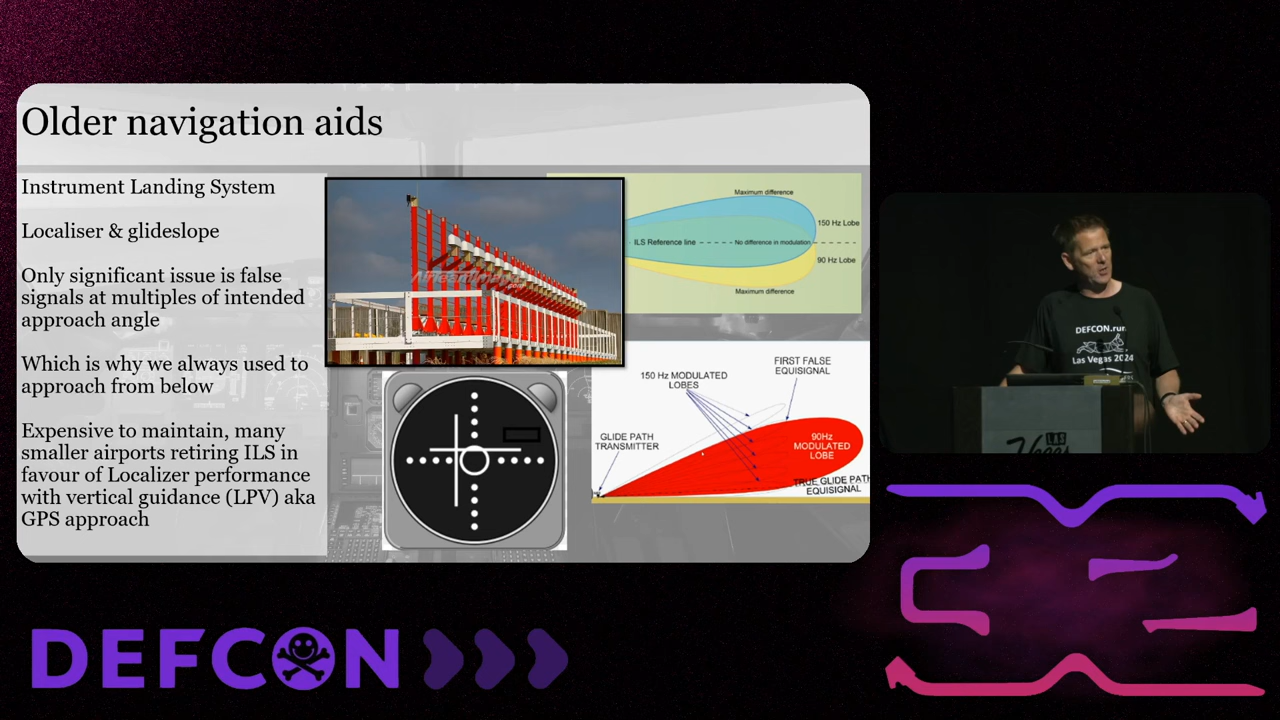 Older navigation aids
Instrument Landing System
Localiser & glideslope
Only significant issue is false
signals at multiples of intended
approach angle
Which is why we always used to
approach from below
Expensive to maintain, many
smaller airports retiring ILS in
favour of Localizer performance
with vertical guidance (LPV) aka
GPS approach
Maximum difference
150 Hz Lobe
ILS Reference line
No difference in modulation
90 Hz Lobe
Maximum difference
FIRST FALSE
EQUISIGNAL
150 HZ MODULATED
LOBES
GLIDE PATH
TRANSMITTER
90Hz
MODULATED
LOBE
TRUE GLIDE PATH
EQUISIGNAL
DEFCON.run
Las Vegas 2024
LAS
Vegas
DEFCON